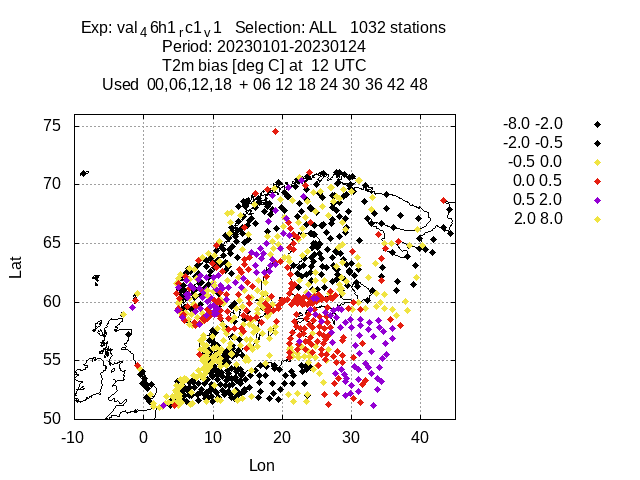 Exp: val46h1rc1v1   Selection: ALL   1032 stations
Period: 20230101-20230124
T2m bias [deg C] at  12 UTC
Used  00,06,12,18  + 06 12 18 24 30 36 42 48
-8.0 -2.0
-2.0 -0.5
-0.5 0.0
0.0 0.5
0.5 2.0
2.0 8.0
75
70
65
60
55
50
Lat
-10 0 10 20 30 40
Lon